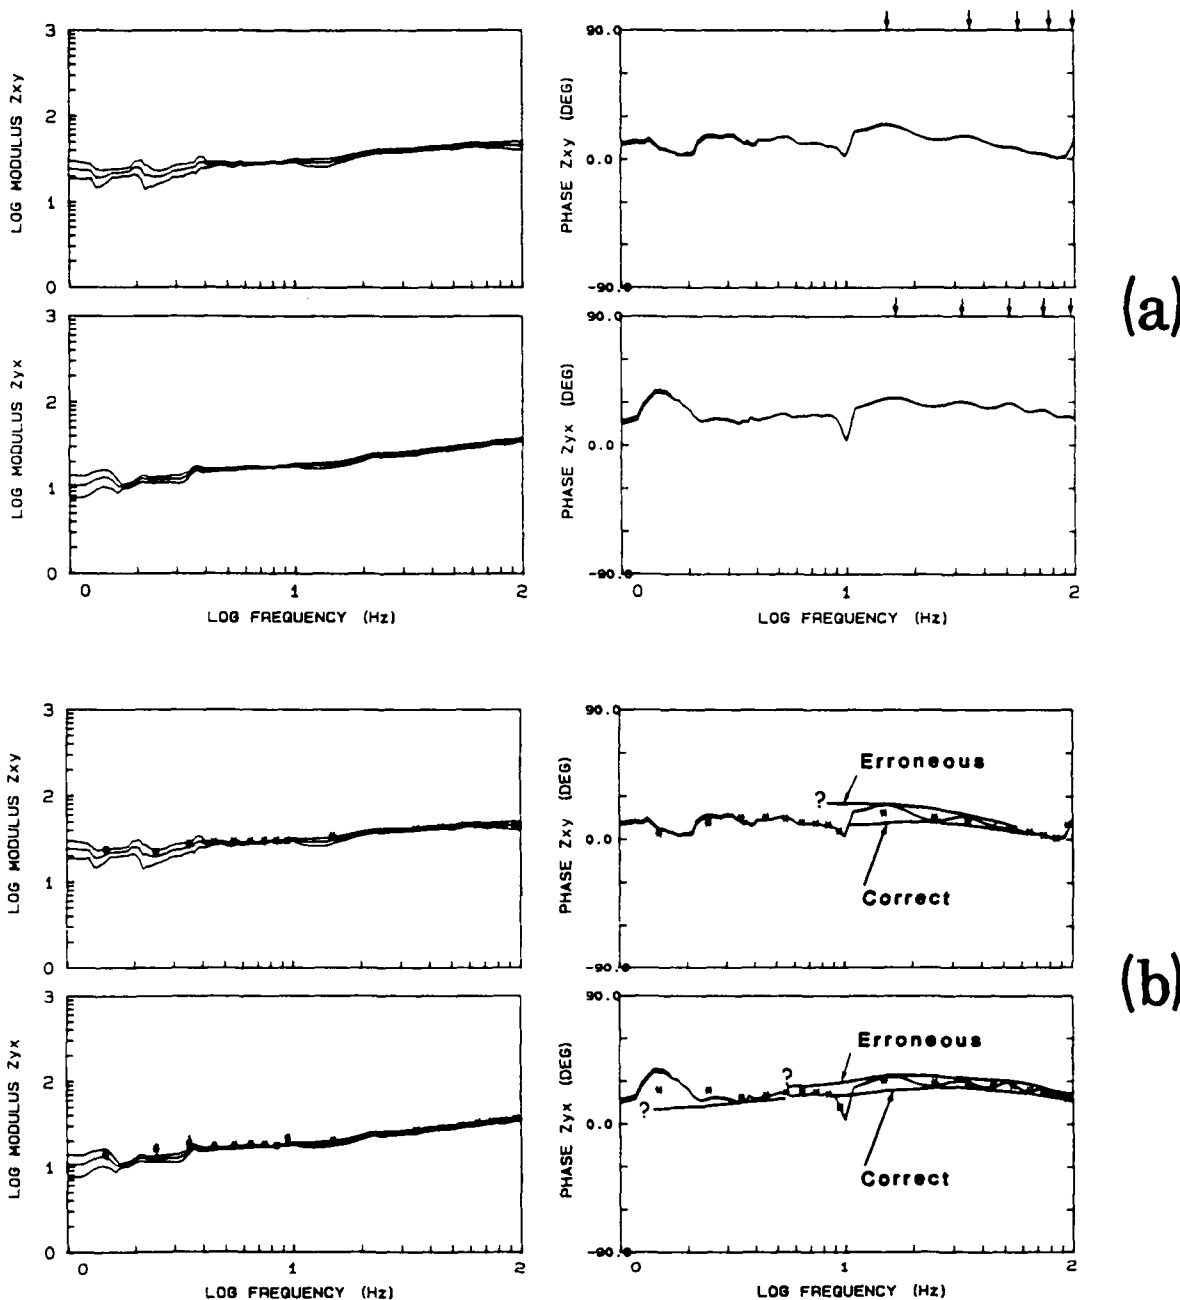 3
2
1
0
LOG MODULUS Zxy
90.0
0.0
-90.0
PHASE Zxy (DEG)
(a)
3
2
1
0
LOG MODULUS Zyx
0 1 2
LOG FREQUENCY (Hz)
90.0
0.0
-90.0
PHASE Zyx (DEG)
0 1 2
LOG FREQUENCY (Hz)
3
2
1
0
LOG MODULUS Zxy
90.0
0.0
-90.0
PHASE Zxy (DEG)
Erroneous
?
Correct
(b)
3
2
1
0
LOG MODULUS Zyx
0 1 2
LOG FREQUENCY (Hz)
90.0
0.0
-90.0
PHASE Zyx (DEG)
Erroneous
?
?
Correct
0 1 2
LOG FREQUENCY (Hz)